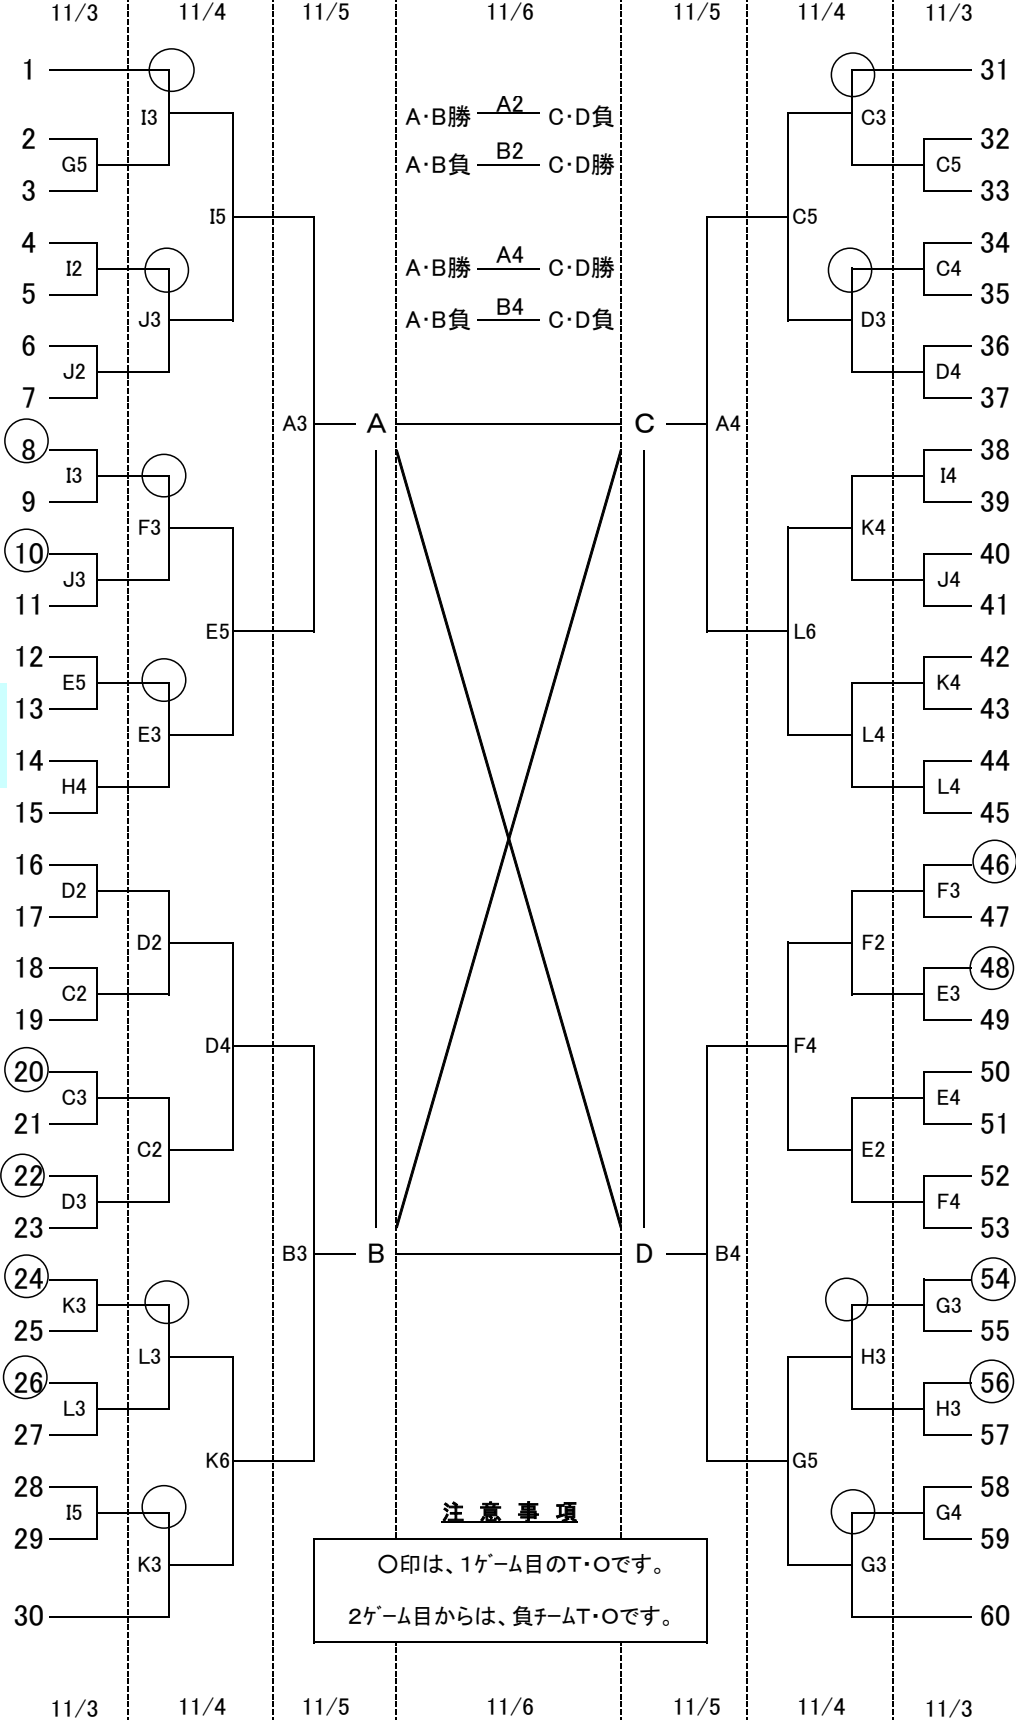 11/3 11/4 11/5 11/6 11/5 11/4 11/3
1 31
I3 A・B勝 A2 C・D負 C3
2 32
G5 A・B負 B2 C・D勝 C5
3 33
I5 C5
4 34
I2 A・B勝 A4 C・D勝 C4
5 35
J3 A・B負 B4 C・D負 D3
6 36
J2 D4
7 37
A3 A C A4
8 38
I3 I4
9 39
F3 K4
10 40
J3 J4
11 41
E5 L6
12 42
E5 K4
13 43
E3 L4
14 44
H4 L4
15 45
16 46
D2 F3
17 47
D2 F2
18 48
C2 E3
19 49
D4 F4
20 50
C3 E4
21 51
C2 E2
22 52
D3 F4
23 53
B3 B D B4
24 54
K3 G3
25 55
L3 H3
26 56
L3 H3
27 57
K6 G5
28 58
I5 G4
29 59
注 意 事 項
K3 G3
○印は、1ゲーム目のT・Oです。
30 60
2ゲーム目からは、負チームT・Oです。
11/3 11/4 11/5 11/6 11/5 11/4 11/3